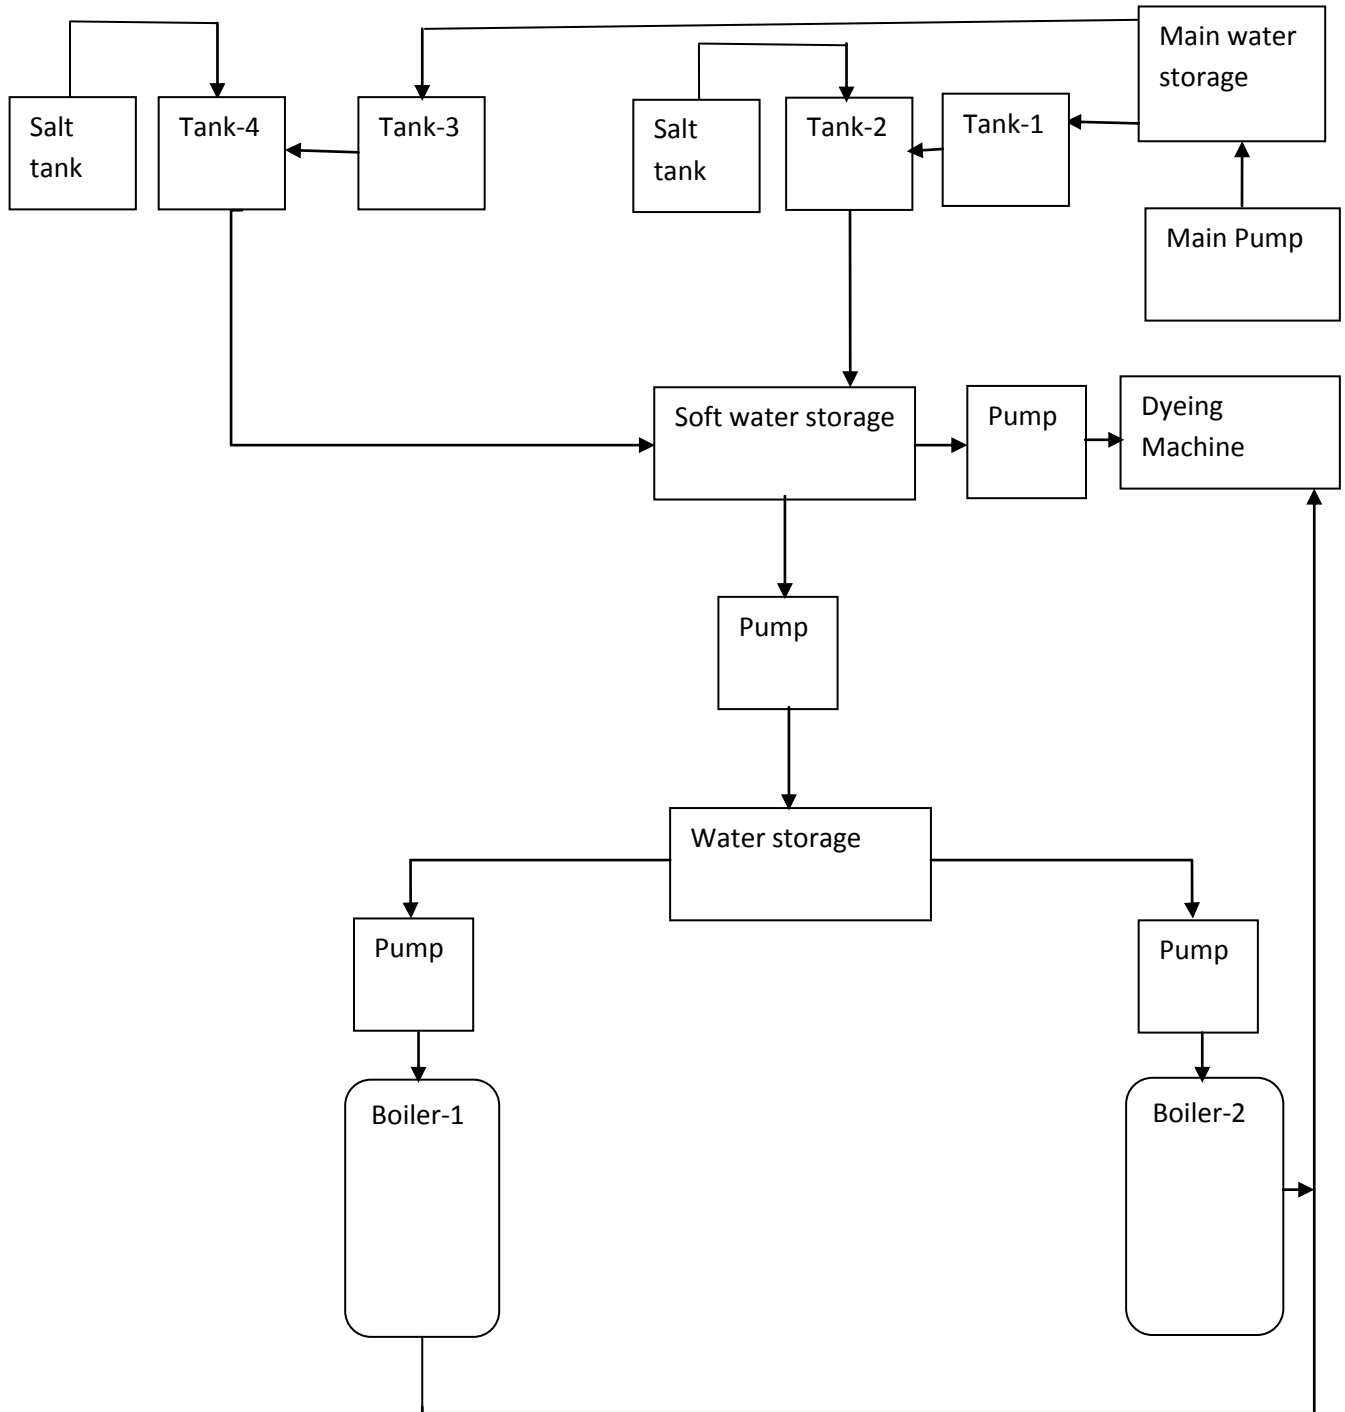 Main water
storage
Salt
tank
Tank-4
Tank-3
Salt
tank
Tank-2
Tank-1
Main Pump
Soft water storage
Pump
Dyeing
Machine
Pump
Water storage
Pump
Pump
Boiler-1
Boiler-2